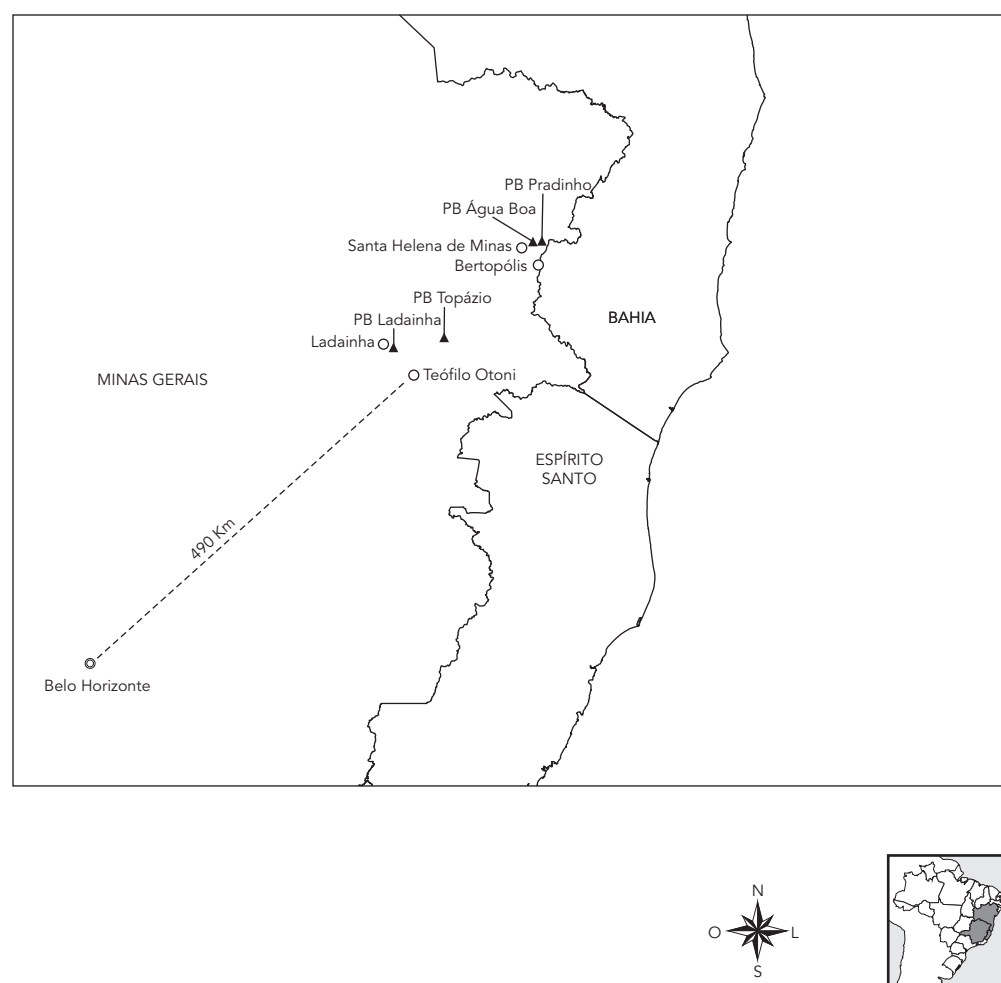 PB Pradinho
PB Água Boa
Santa Helena de Minas
Bertopólis
PB Topázio
BAHIA
PB Ladainha
Ladainha
Teófilo Otoni
MINAS GERAIS
ESPÍRITO
SANTO
490 Km
Belo Horizonte
N
O
L
S